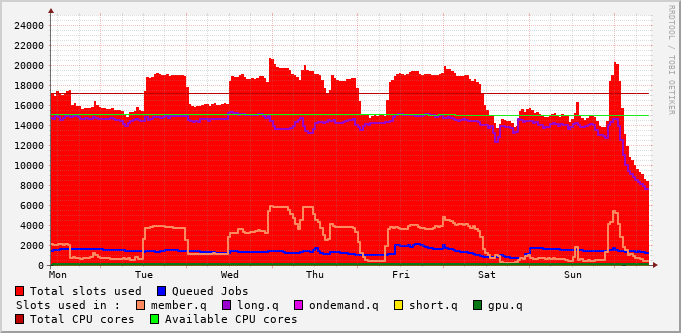 24000
22000
20000
18000
16000
14000
12000
10000
8000
6000
4000
2000
0
Mon Tue Wed Thu Fri Sat Sun
RRDTOOL / TOBI OETIKER
Total slots used Queued Jobs
Slots used in : member.q long.q ondemand.q short.q gpu.q
Total CPU cores Available CPU cores